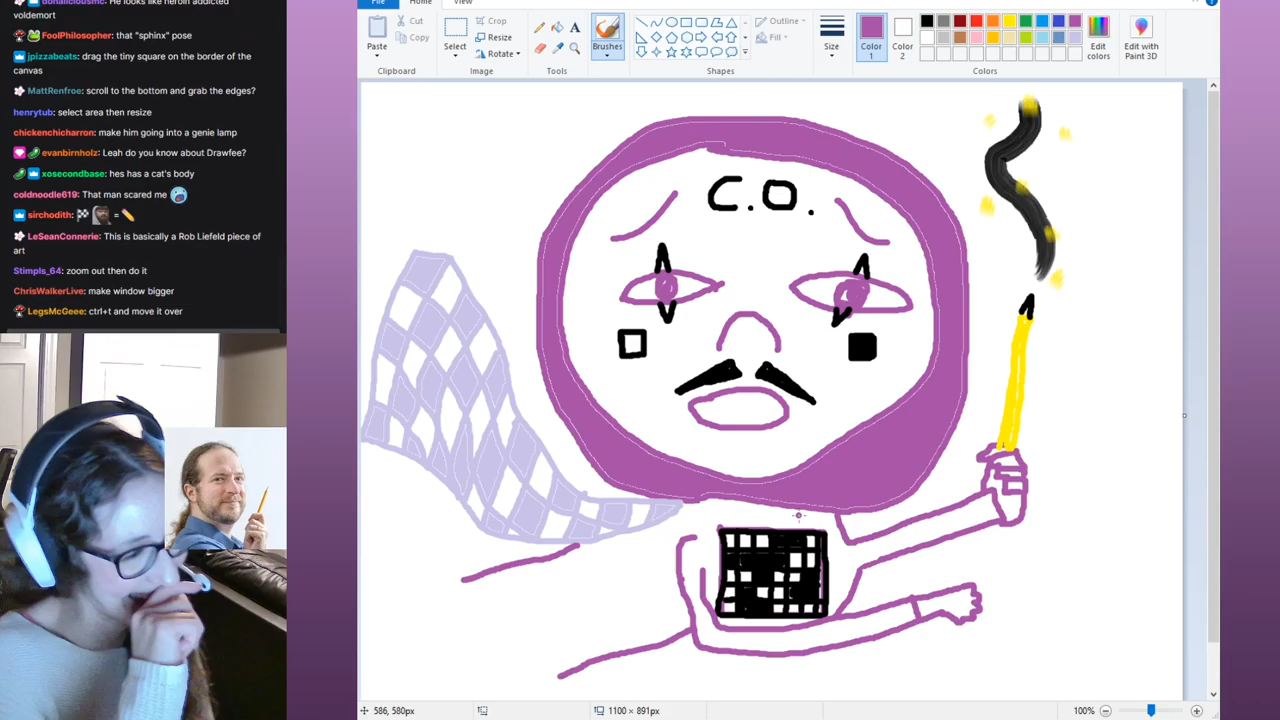 donaliciousmc: He looks like heroin addicted
voldemort
FoolPhilosopher: that "sphinx" pose
jpizzabeats: drag the tiny square on the border of the
canvas
MattRenfroe: scroll to the bottom and grab the edges?
henrytub: select area then resize
chickenchicharron: make him going into a genie lamp
evanbirnholz: Leah do you know about Drawfee?
xosecondbase: hes has a cat's body
coldnoodle619: That man scared me
sirchodith: =
LeSeanConnerie: This is basically a Rob Liefeld piece of
art
Stimpls_64: zoom out then do it
ChrisWalkerLive: make window bigger
LegsMcGeee: ctrl+t and move it over
File Home View
Paste Cut Copy
Clipboard
Select Crop Resize Rotate
Image
A
Tools
Brushes
Outline Fill
Shapes
Size
Color 1
Color 2
Edit colors
Colors
Edit with Paint 3D
C.O.
586, 580px
1100 × 891px
100%